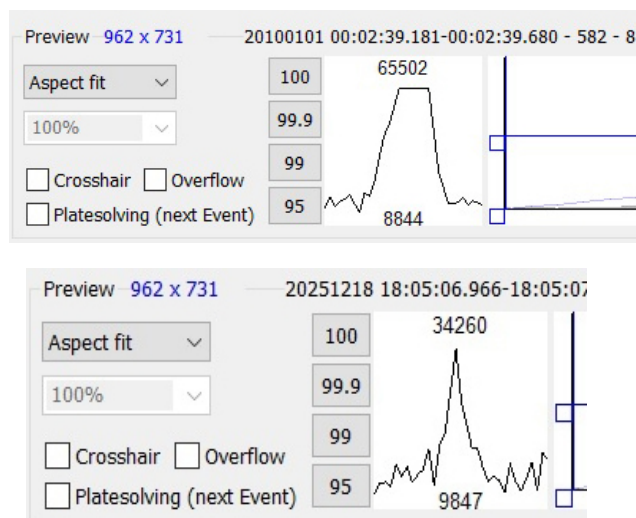 Preview 962 x 731 20100101 00:02:39.181-00:02:39.680 - 582 - 8
Aspect fit 100 65502
100% 99.9
Crosshair Overflow 99
Platesolving (next Event) 95 8844
Preview 962 x 731 20251218 18:05:06.966-18:05:07
Aspect fit 100 34260
100% 99.9
Crosshair Overflow 99
Platesolving (next Event) 95 9847